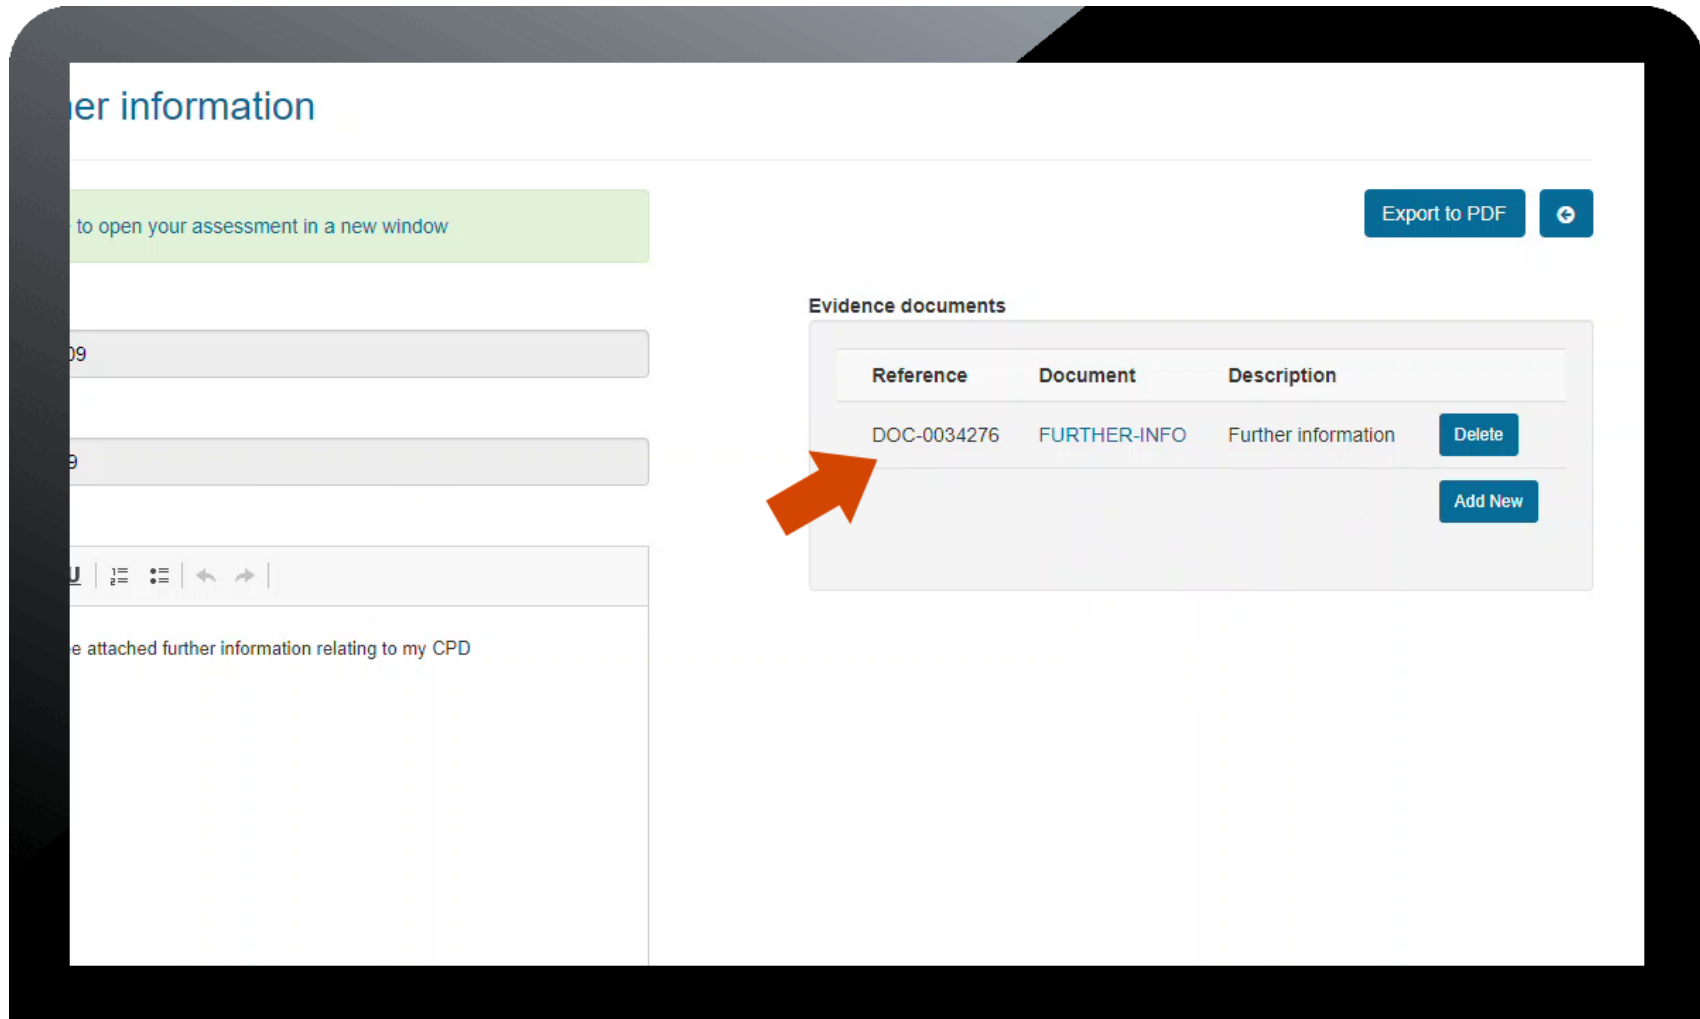 her information
to open your assessment in a new window
Export to PDF
Evidence documents
09
Reference Document Description
DOC-0034276 FURTHER-INFO Further information Delete
9
Add New
U
e attached further information relating to my CPD